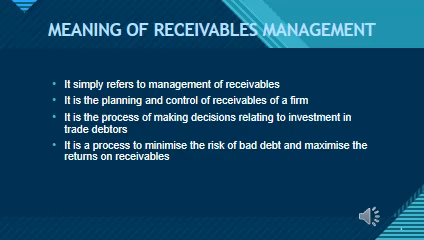 MEANING OF RECEIVABLES MANAGEMENT
• It simply refers to management of receivables
• It is the planning and control of receivables of a firm
• It is the process of making decisions relating to investment in
trade debtors
• It is a process to minimise the risk of bad debt and maximise the
returns on receivables